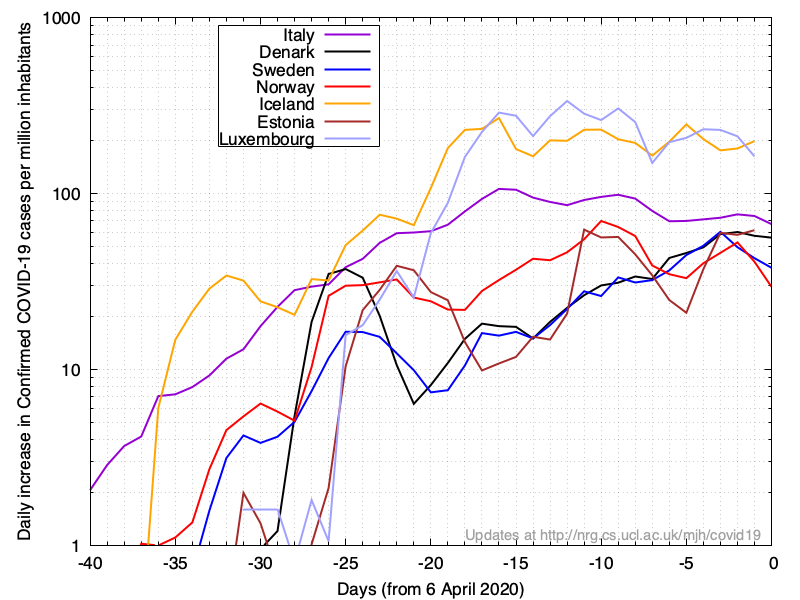 1000
100
10
1
Daily increase in Confirmed COVID-19 cases per million inhabitants
Italy
Denark
Sweden
Norway
Iceland
Estonia
Luxembourg
Updates at http://nrg.cs.ucl.ac.uk/mjh/covid19
-40 -35 -30 -25 -20 -15 -10 -5 0
Days (from 6 April 2020)